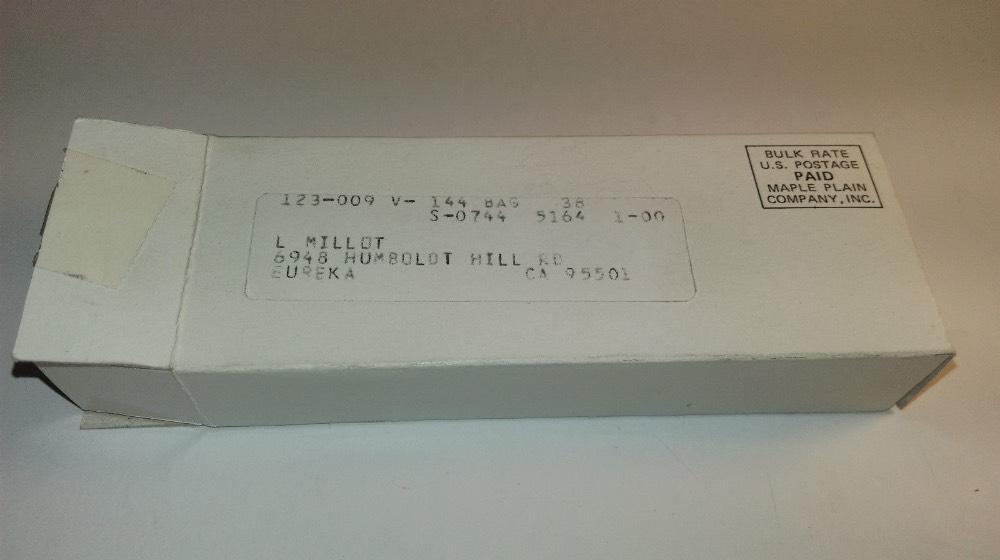 BULK RATE
U.S. POSTAGE
PAID
MAPLE PLAIN
COMPANY, INC.
123-009 V- 144 BAG 38
S-0744 5164 1-00
L MILLOT
6948 HUMBOLDT HILL RD
EUREKA CA 95501